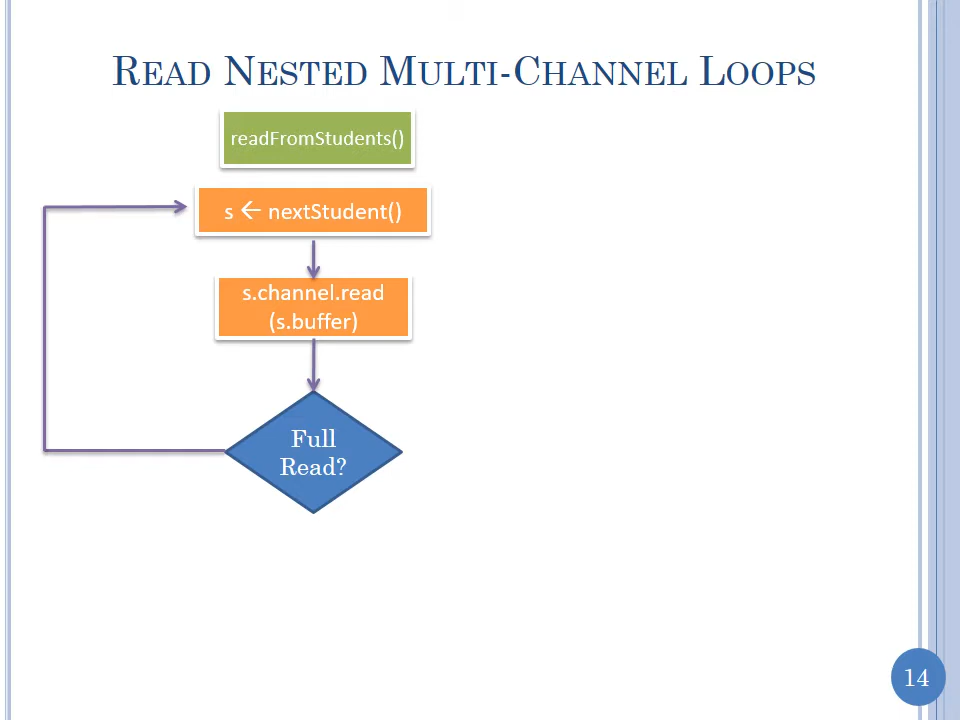 READ NESTED MULTI-CHANNEL LOOPS
readFromStudents()
s ← nextStudent()
s.channel.read
(s.buffer)
Full
Read?
14